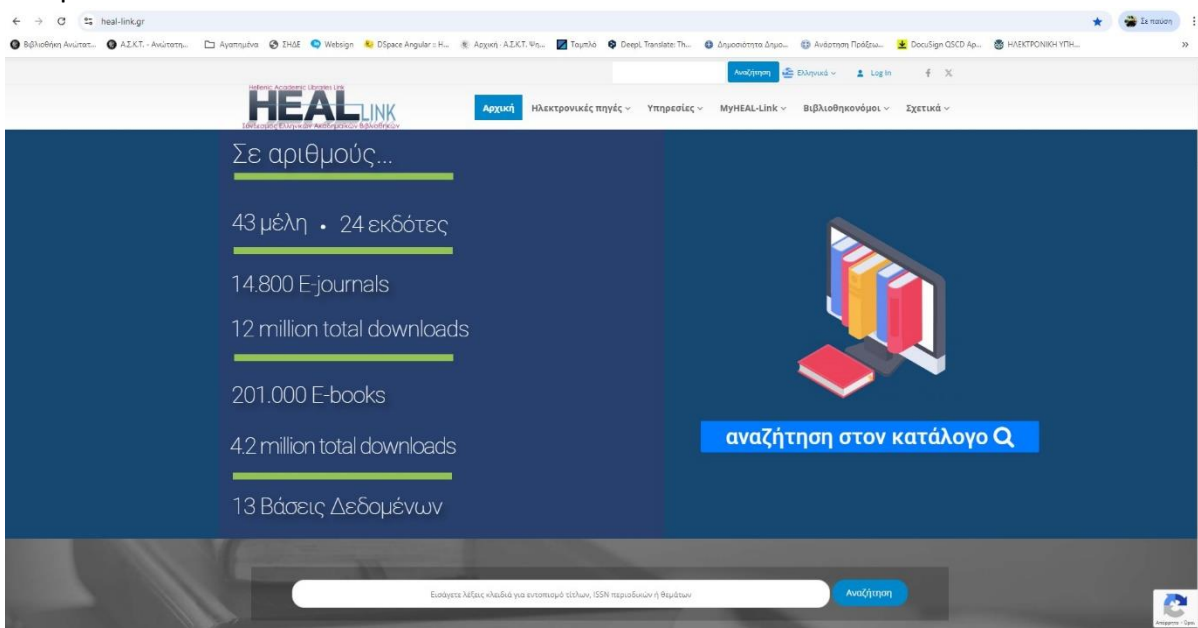 heal-link.gr
Σε παύση
Βιβλιοθήκη Ανώτατ... Α.Σ.Κ.Τ. - Ανώτατη... Αγαπημένα ΣΗΔΕ Websign DSpace Angular :: H... Αρχική - Α.Σ.Κ.Τ. Ψη... Ταμπλό DeepL Translate: Th... Δημοσιότητα Δημο... Ανάρτηση Πράξεω... DocuSign QSCD Ap... ΗΛΕΚΤΡΟΝΙΚΗ ΥΠΗ... »
Αναζήτηση Ελληνικά Log In
Hellenic Academic Libraries Link
HEAL LINK
Σύνδεσμος Ελληνικών Ακαδημαϊκών Βιβλιοθηκών
Αρχική Ηλεκτρονικές πηγές Υπηρεσίες MyHEAL-Link Βιβλιοθηκονόμοι Σχετικά
Σε αριθμούς...
43 μέλη • 24 εκδότες
14.800 E-journals
12 million total downloads
201.000 E-books
4.2 million total downloads
13 Βάσεις Δεδομένων
αναζήτηση στον κατάλογο
Εισάγετε λέξεις κλειδιά για εντοπισμό τίτλων, ISSN περιοδικών ή θεμάτων
Αναζήτηση
Απόρρητο - Όροι